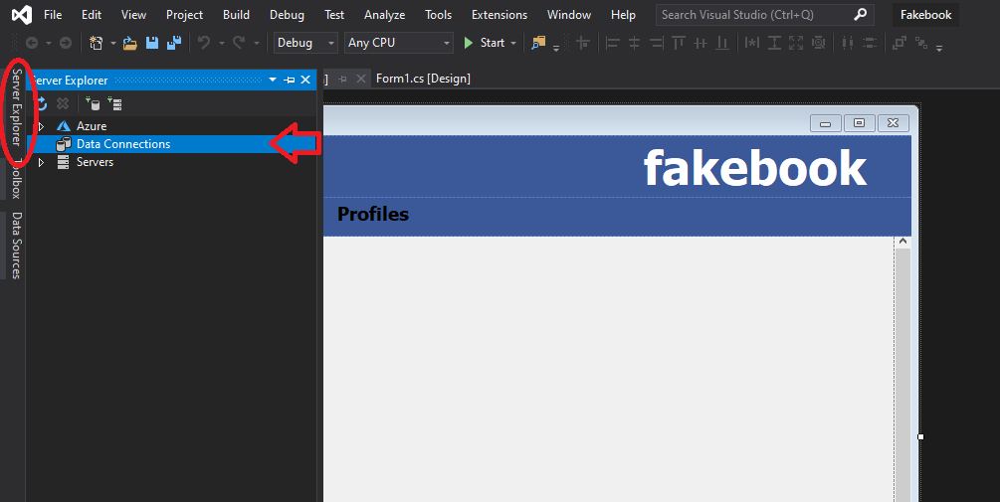 File Edit View Project Build Debug Test Analyze Tools Extensions Window Help Search Visual Studio (Ctrl+Q) Fakebook
Debug Any CPU Start
Server Explorer
Toolbox
Data Sources
Server Explorer
Form1.cs [Design]
Azure
Data Connections
Servers
fakebook
Profiles